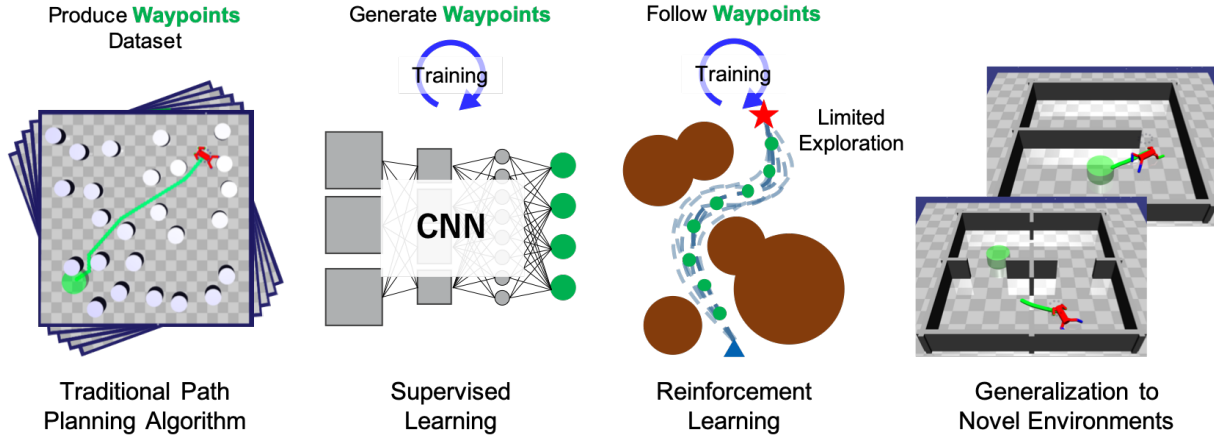 Produce Waypoints
Dataset
Generate Waypoints
Training
CNN
Follow Waypoints
Training
Limited
Exploration
Traditional Path
Planning Algorithm
Supervised
Learning
Reinforcement
Learning
Generalization to
Novel Environments